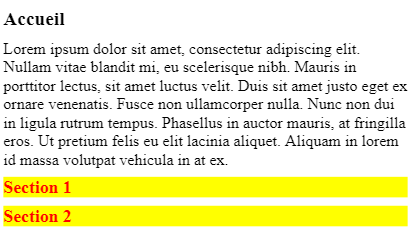 Accueil
Lorem ipsum dolor sit amet, consectetur adipiscing elit.
Nullam vitae blandit mi, eu scelerisque nibh. Mauris in
porttitor lectus, sit amet luctus velit. Duis sit amet justo eget ex
ornare venenatis. Fusce non ullamcorper nulla. Nunc non dui
in ligula rutrum tempus. Phasellus in auctor mauris, at fringilla
eros. Ut pretium felis eu elit lacinia aliquet. Aliquam in lorem
id massa volutpat vehicula in at ex.
Section 1
Section 2